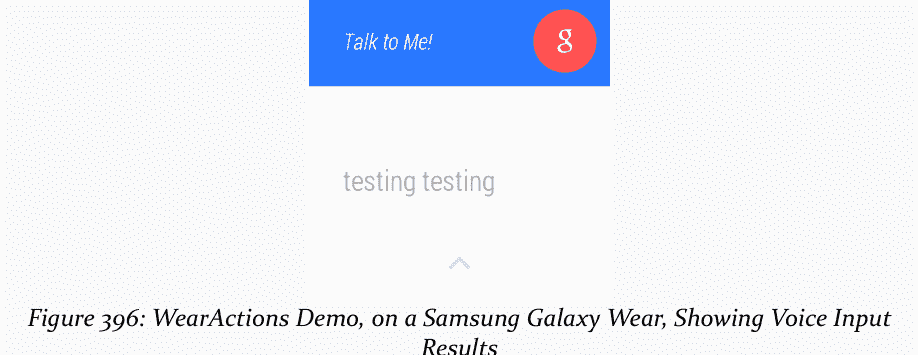 Talk to Me!
g
testing testing
Figure 396: WearActions Demo, on a Samsung Galaxy Wear, Showing Voice Input
Results